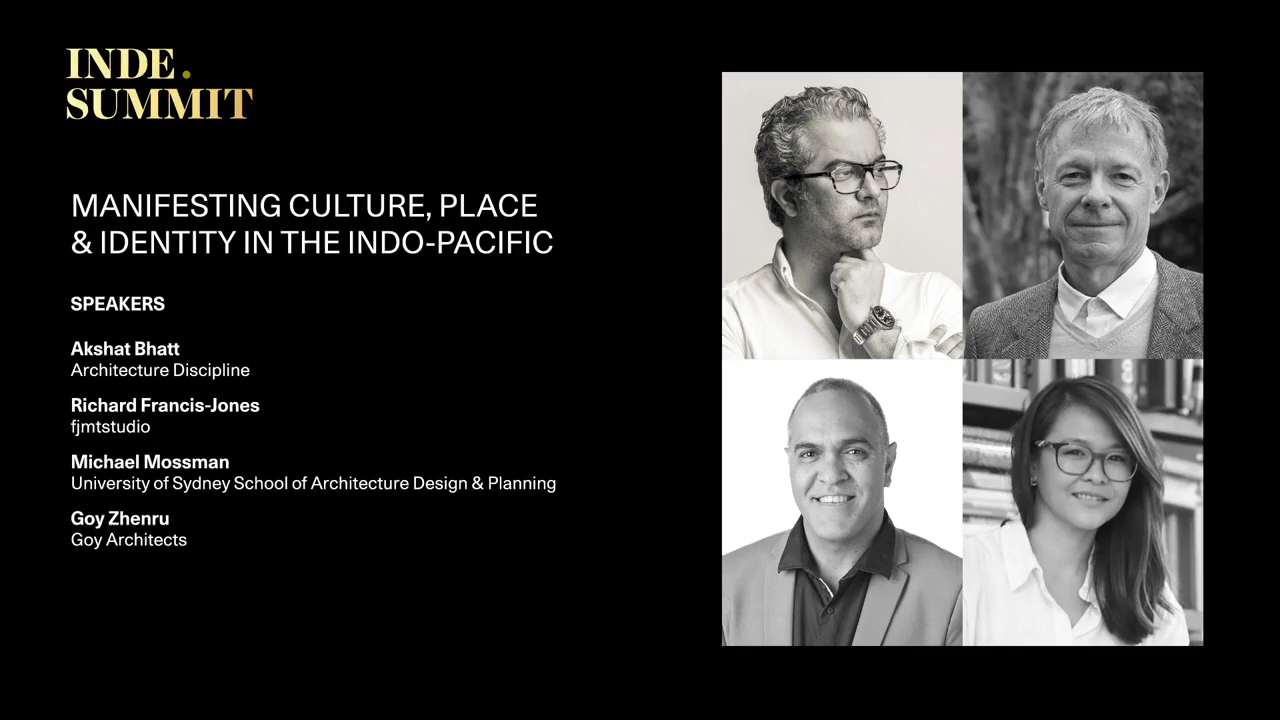 INDE.
SUMMIT
MANIFESTING CULTURE, PLACE
& IDENTITY IN THE INDO-PACIFIC
SPEAKERS
Akshat Bhatt
Architecture Discipline
Richard Francis-Jones
fjmtstudio
Michael Mossman
University of Sydney School of Architecture Design & Planning
Goy Zhenru
Goy Architects